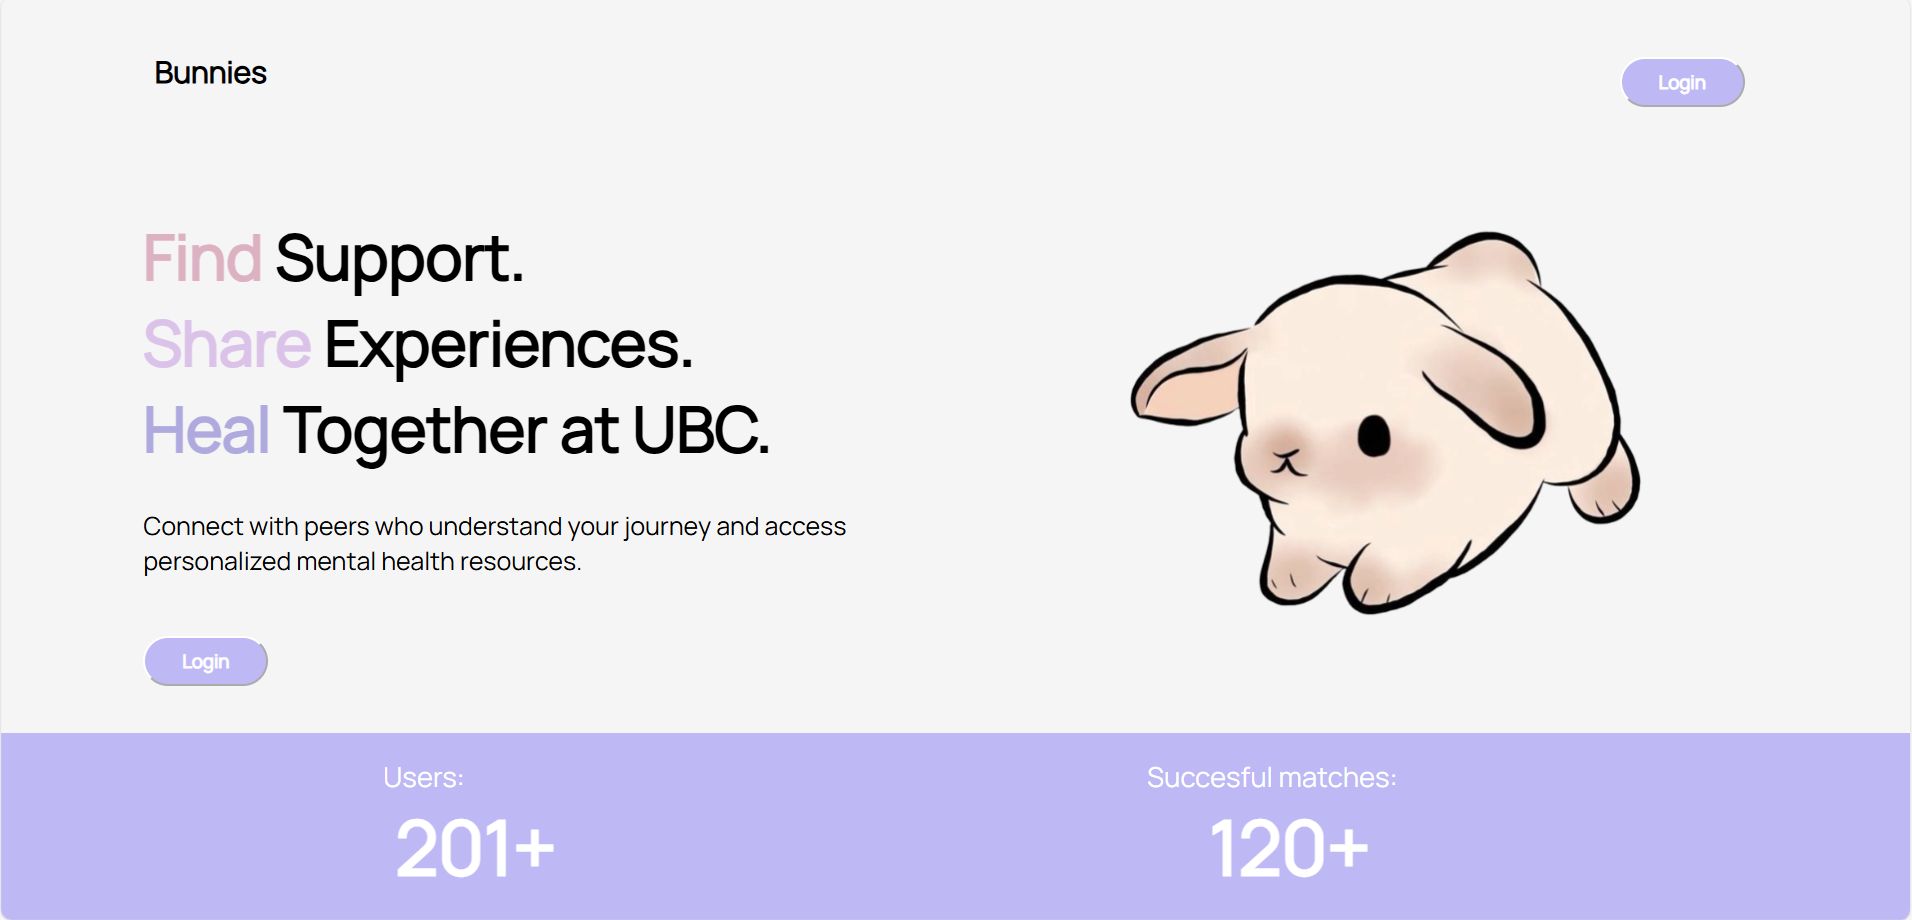 Bunnies
Login
Find Support.
Share Experiences.
Heal Together at UBC.
Connect with peers who understand your journey and access
personalized mental health resources.
Login
Users:
201+
Succesful matches:
120+